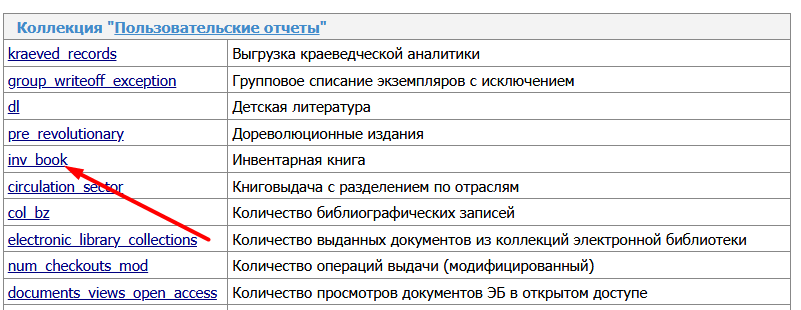 Коллекция "Пользовательские отчеты"
kraeved_records Выгрузка краеведческой аналитики
group_writeoff_exception Групповое списание экземпляров с исключением
dl Детская литература
pre_revolutionary Дореволюционные издания
inv_book Инвентарная книга
circulation_sector Книговыдача с разделением по отраслям
col_bz Количество библиографических записей
electronic_library_collections Количество выданных документов из коллекций электронной библиотеки
num_checkouts_mod Количество операций выдачи (модифицированный)
documents_views_open_access Количество просмотров документов ЭБ в открытом доступе